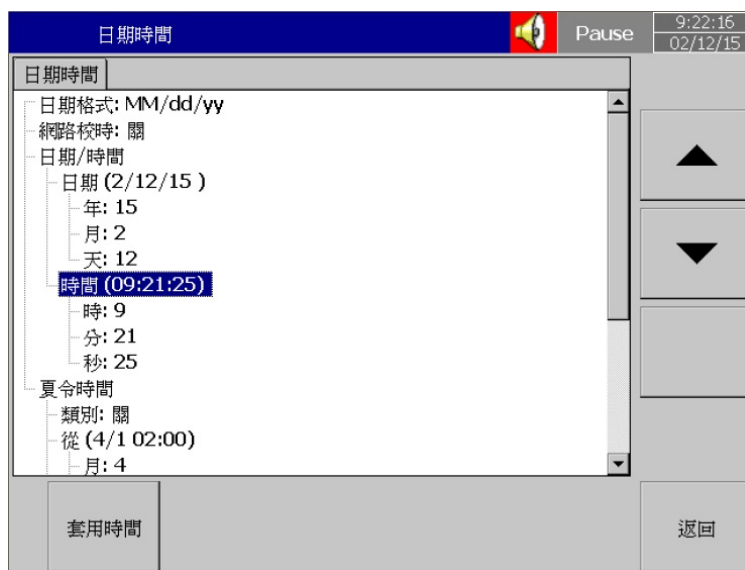 日期時間
Pause
9:22:16
02/12/15
日期時間
日期格式: MM/dd/yy
網路校時: 關
日期/時間
日期 (2/12/15 )
年: 15
月: 2
天: 12
時間 (09:21:25)
時: 9
分: 21
秒: 25
夏令時間
類別: 關
從 (4/1 02:00)
月: 4
套用時間
返回